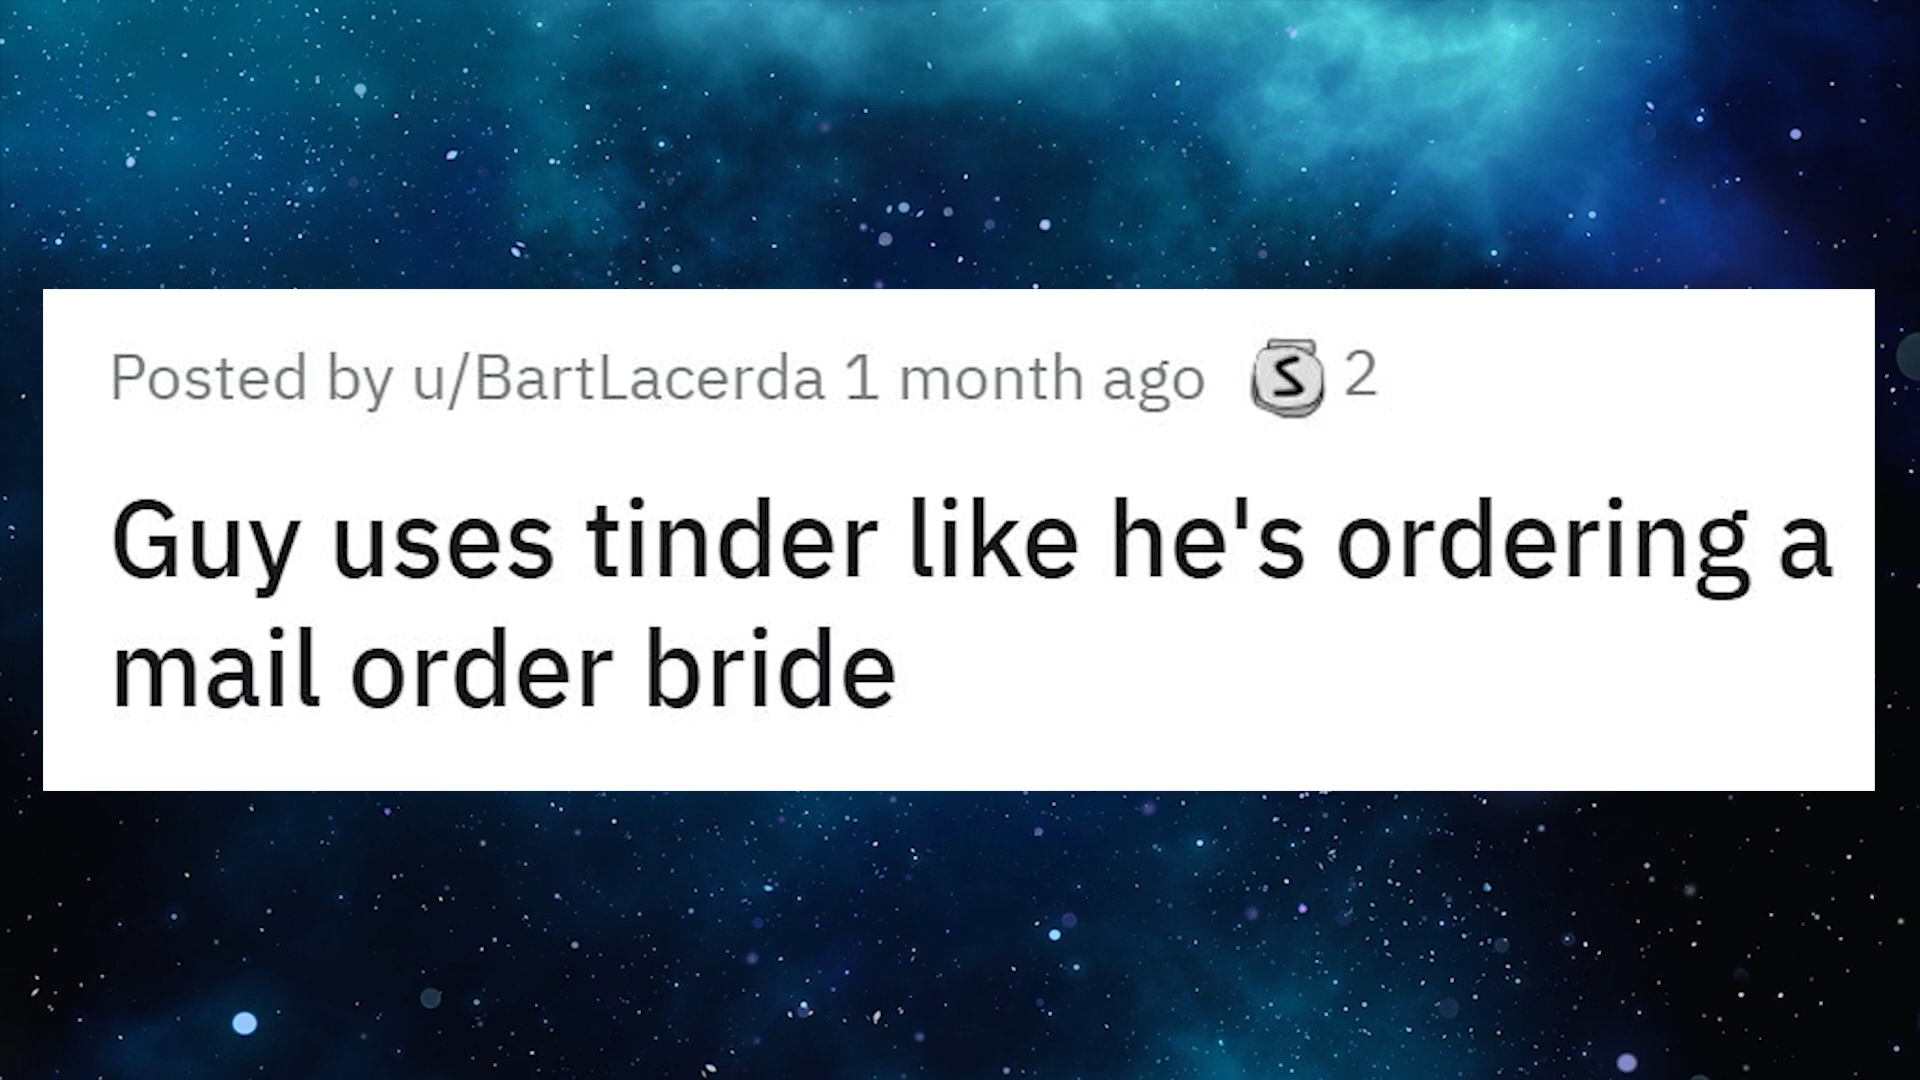 Posted by u/BartLacerda 1 month ago S 2
Guy uses tinder like he's ordering a
mail order bride